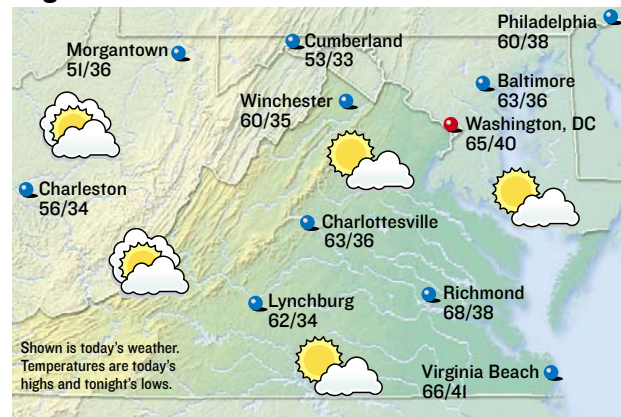 Philadelphia
60/38
Morgantown
51/36
Cumberland
53/33
Baltimore
63/36
Winchester
60/35
Washington, DC
65/40
Charleston
56/34
Charlottesville
63/36
Lynchburg
62/34
Richmond
68/38
Shown is today's weather.
Temperatures are today's
highs and tonight's lows.
Virginia Beach
66/41